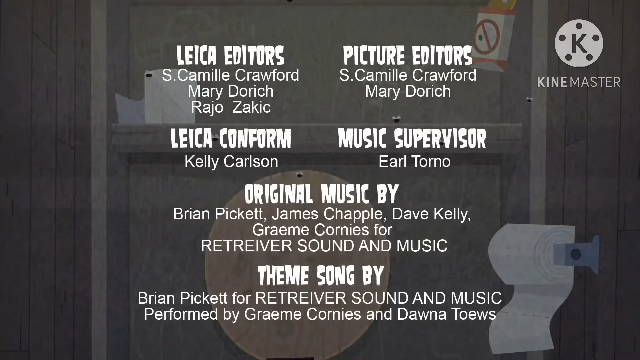 LEICA EDITORS
S.Camille Crawford
Mary Dorich
Rajo Zakic
PICTURE EDITORS
S.Camille Crawford
Mary Dorich
LEICA CONFORM
Kelly Carlson
MUSIC SUPERVISOR
Earl Torno
ORIGINAL MUSIC BY
Brian Pickett, James Chapple, Dave Kelly,
Graeme Cornies for
RETREIVER SOUND AND MUSIC
THEME SONG BY
Brian Pickett for RETREIVER SOUND AND MUSIC
Performed by Graeme Cornies and Dawna Toews
K
KINEMASTER